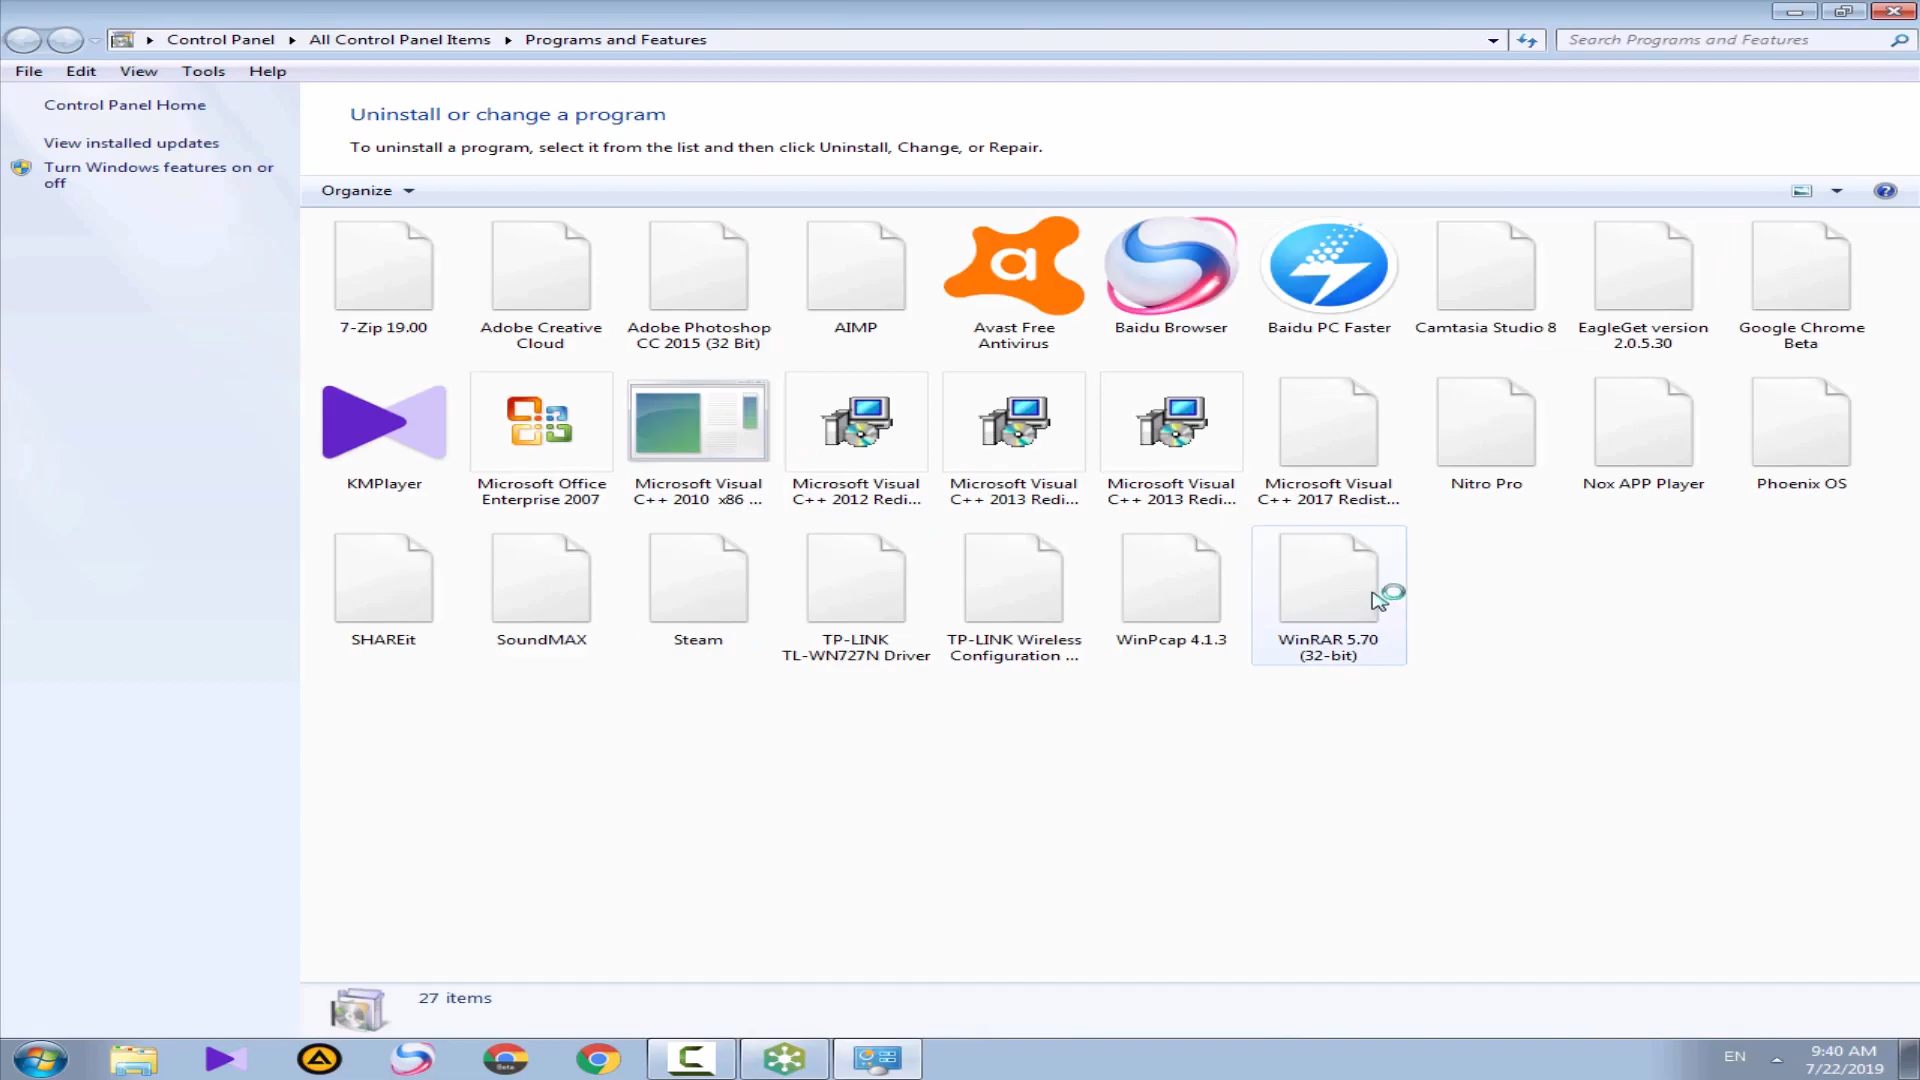 Control Panel
All Control Panel Items
Programs and Features
Search Programs and Features
File Edit View Tools Help
Control Panel Home
View installed updates
Turn Windows features on or
off
Uninstall or change a program
To uninstall a program, select it from the list and then click Uninstall, Change, or Repair.
Organize
7-Zip 19.00
Adobe Creative
Cloud
Adobe Photoshop
CC 2015 (32 Bit)
AIMP
a
Avast Free
Antivirus
Baidu Browser
Baidu PC Faster
Camtasia Studio 8
EagleGet version
2.0.5.30
Google Chrome
Beta
KMPlayer
Microsoft Office
Enterprise 2007
Microsoft Visual
C++ 2010 x86 ...
Microsoft Visual
C++ 2012 Redi...
Microsoft Visual
C++ 2013 Redi...
Microsoft Visual
C++ 2013 Redi...
Microsoft Visual
C++ 2017 Redist...
Nitro Pro
Nox APP Player
Phoenix OS
SHAREit
SoundMAX
Steam
TP-LINK
TL-WN727N Driver
TP-LINK Wireless
Configuration ...
WinPcap 4.1.3
WinRAR 5.70
(32-bit)
27 items
Beta
C
EN
9:40 AM
7/22/2019